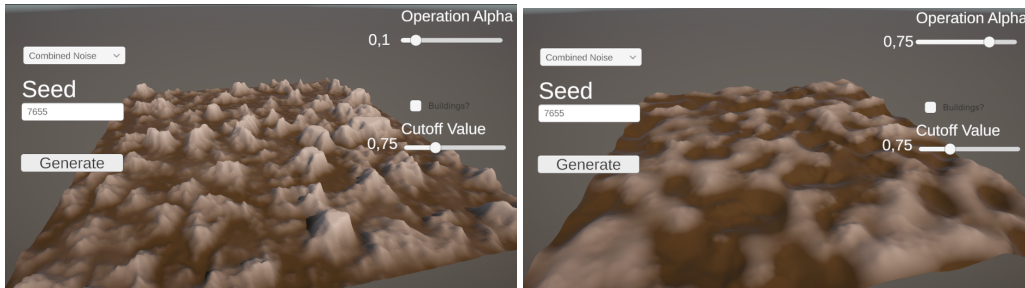 Operation Alpha
0,1
Combined Noise
Seed
7655
Buildings?
Cutoff Value
0,75
Generate
Operation Alpha
0,75
Combined Noise
Seed
7655
Buildings?
Cutoff Value
0,75
Generate